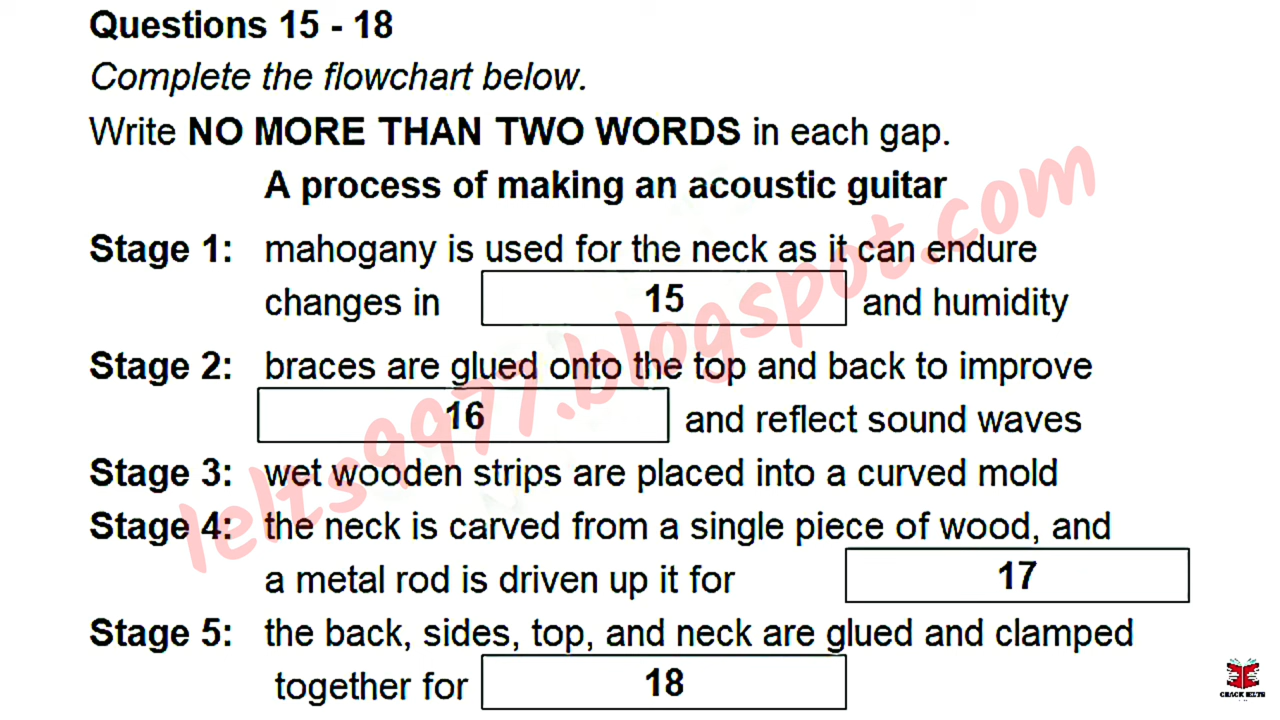 Questions 15 - 18
Complete the flowchart below.
Write NO MORE THAN TWO WORDS in each gap.
A process of making an acoustic guitar
Stage 1: mahogany is used for the neck as it can endure
changes in 15 and humidity
Stage 2: braces are glued onto the top and back to improve
16 and reflect sound waves
Stage 3: wet wooden strips are placed into a curved mold
Stage 4: the neck is carved from a single piece of wood, and
a metal rod is driven up it for 17
Stage 5: the back, sides, top, and neck are glued and clamped
together for 18
Ielts9977.blogspot.com
CRACK IELTS